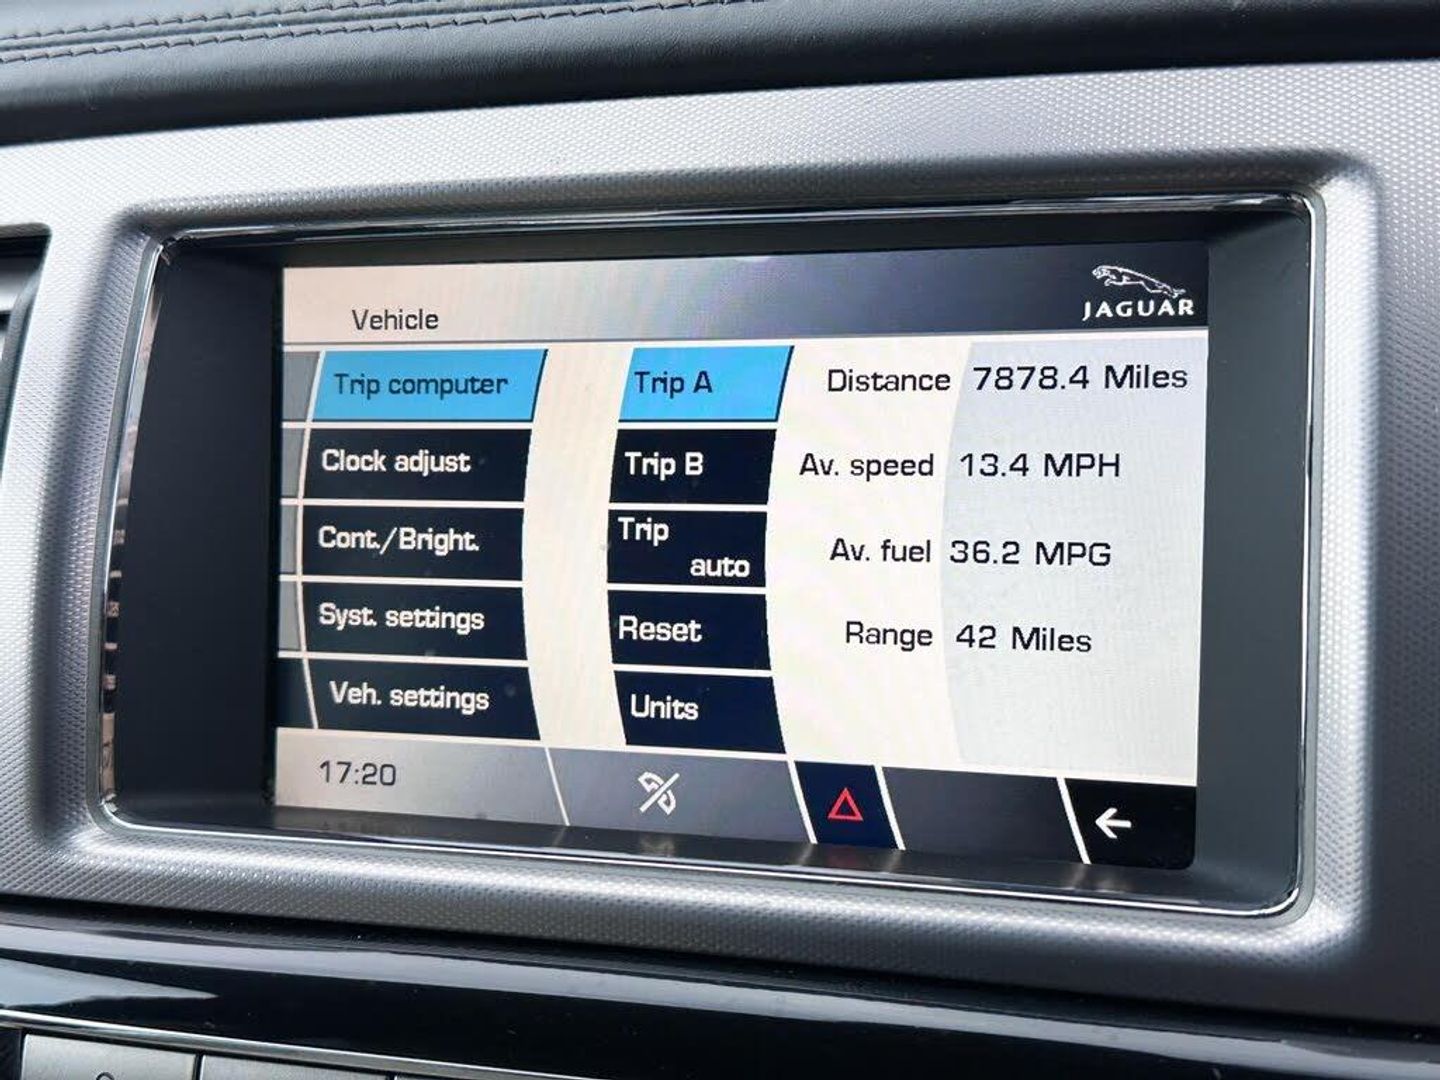 JAGUAR
Vehicle
Trip computer
Clock adjust
Cont./Bright.
Syst. settings
Veh. settings
Trip A
Trip B
Trip
auto
Reset
Units
Distance 7878.4 Miles
Av. speed 13.4 MPH
Av. fuel 36.2 MPG
Range 42 Miles
17:20